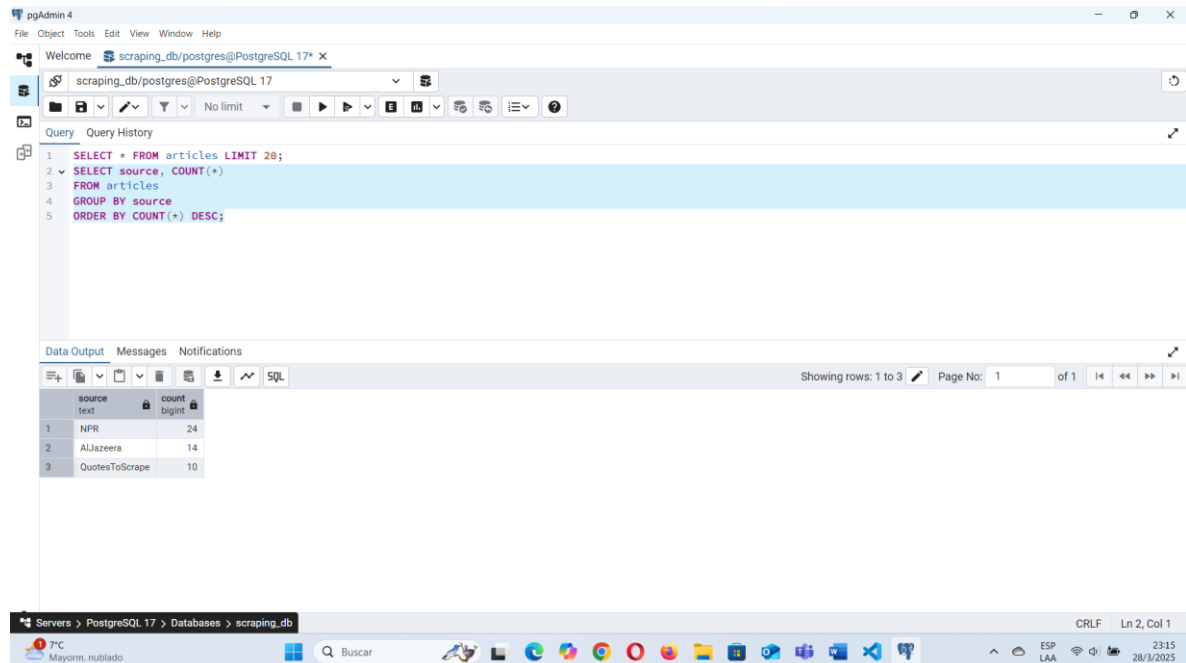 pgAdmin 4
File Object Tools Edit View Window Help
Welcome scraping_db/postgres@PostgreSQL 17* X
scraping_db/postgres@PostgreSQL 17
No limit
Query Query History
1 SELECT * FROM articles LIMIT 20;
2 SELECT source, COUNT(*)
3 FROM articles
4 GROUP BY source
5 ORDER BY COUNT(*) DESC;
Data Output Messages Notifications
SQL Showing rows: 1 to 3 Page No: 1 of 1
source count
text bigint
1 NPR 24
2 AlJazeera 14
3 QuotesToScrape 10
Servers > PostgreSQL 17 > Databases > scraping_db CRLF Ln 2, Col 1
1 7°C
Mayorm. nublado
Buscar
ESP
LAA
23:15
28/3/2025